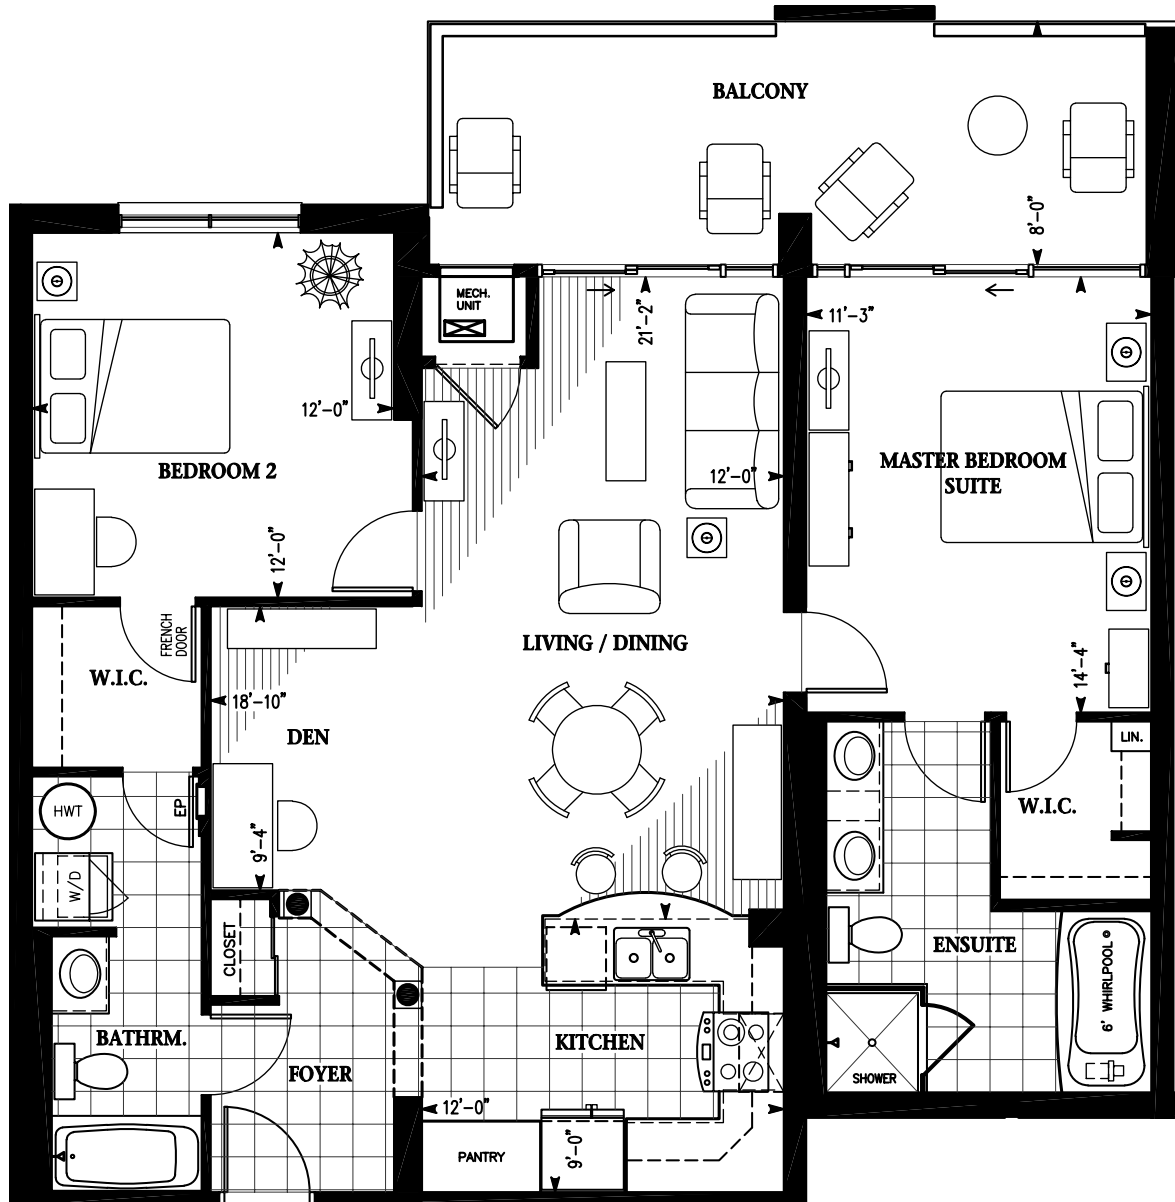 BALCONY
8'-0"
MECH.
UNIT
21'-2"
11'-3"
12'-0"
BEDROOM 2
12'-0"
MASTER BEDROOM
SUITE
12'-0"
FRENCH
DOOR
LIVING / DINING
W.I.C.
14'-4"
18'-10"
DEN
LIN.
HWT
EP
W.I.C.
9'-4"
W/D
CLOSET
ENSUITE
6' WHIRLPOOL
BATHRM.
KITCHEN
FOYER
SHOWER
12'-0"
PANTRY
9'-0"